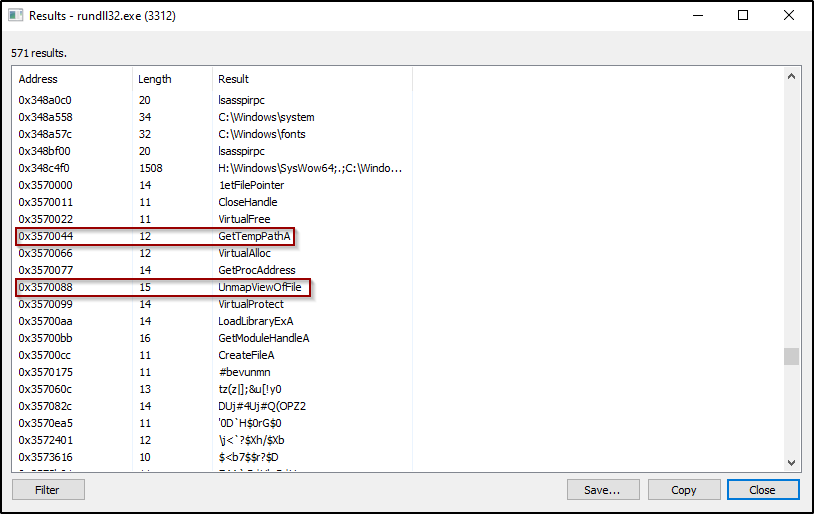 Results - rundll32.exe (3312)
571 results.
Address Length Result
0x348a0c0 20 lsasspirpc
0x348a558 34 C:\Windows\system
0x348a57c 32 C:\Windows\fonts
0x348bf00 20 lsasspirpc
0x348c4f0 1508 H:\Windows\SysWow64;.;C:\Windo...
0x3570000 14 1etFilePointer
0x3570011 11 CloseHandle
0x3570022 11 VirtualFree
0x3570044 12 GetTempPathA
0x3570066 12 VirtualAlloc
0x3570077 14 GetProcAddress
0x3570088 15 UnmapViewOfFile
0x3570099 14 VirtualProtect
0x35700aa 14 LoadLibraryExA
0x35700bb 16 GetModuleHandleA
0x35700cc 11 CreateFileA
0x3570175 11 #bevunmn
0x357060c 13 tz(z|];&u[!y0
0x357082c 14 DUj#4Uj#Q(OPZ2
0x3570ea5 11 '0D`H$0rG$0
0x3572401 12 \j<`?$Xh/$Xb
0x3573616 10 $<b7$$r?$D
Filter Save... Copy Close